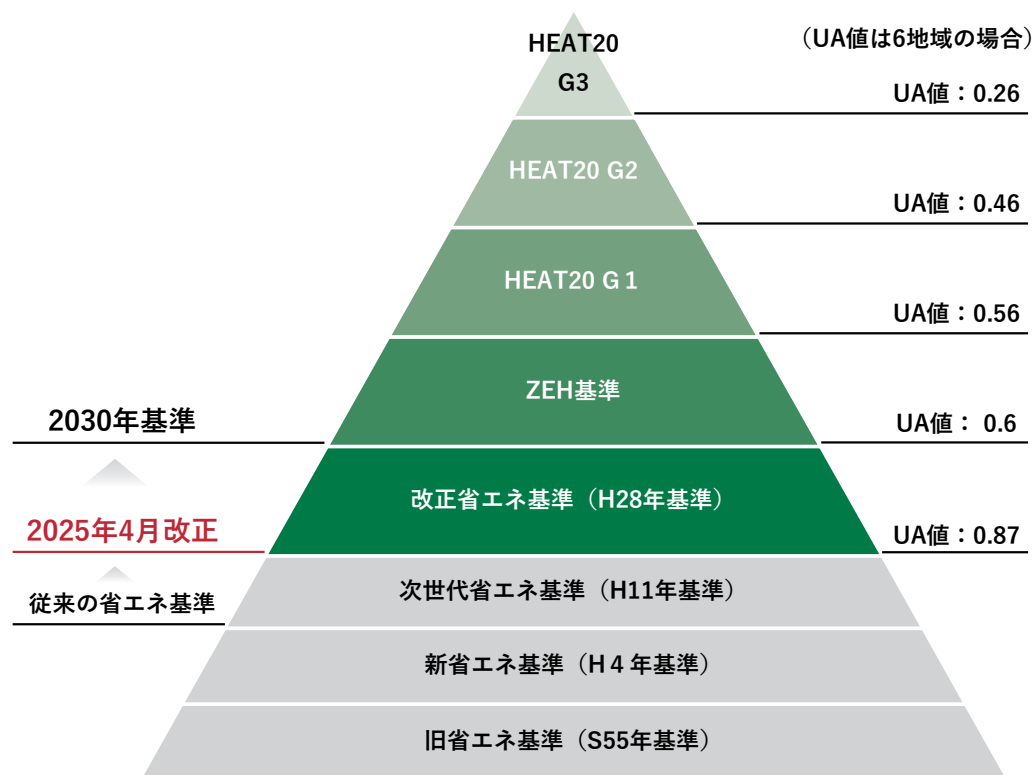 HEAT20
G3
（UA値は6地域の場合）
UA値：0.26
HEAT20 G2
UA値：0.46
HEAT20 G 1
UA値：0.56
ZEH基準
2030年基準
UA値： 0.6
改正省エネ基準（H28年基準）
2025年4月改正
UA値：0.87
次世代省エネ基準（H11年基準）
従来の省エネ基準
新省エネ基準（H 4 年基準）
旧省エネ基準（S55年基準）